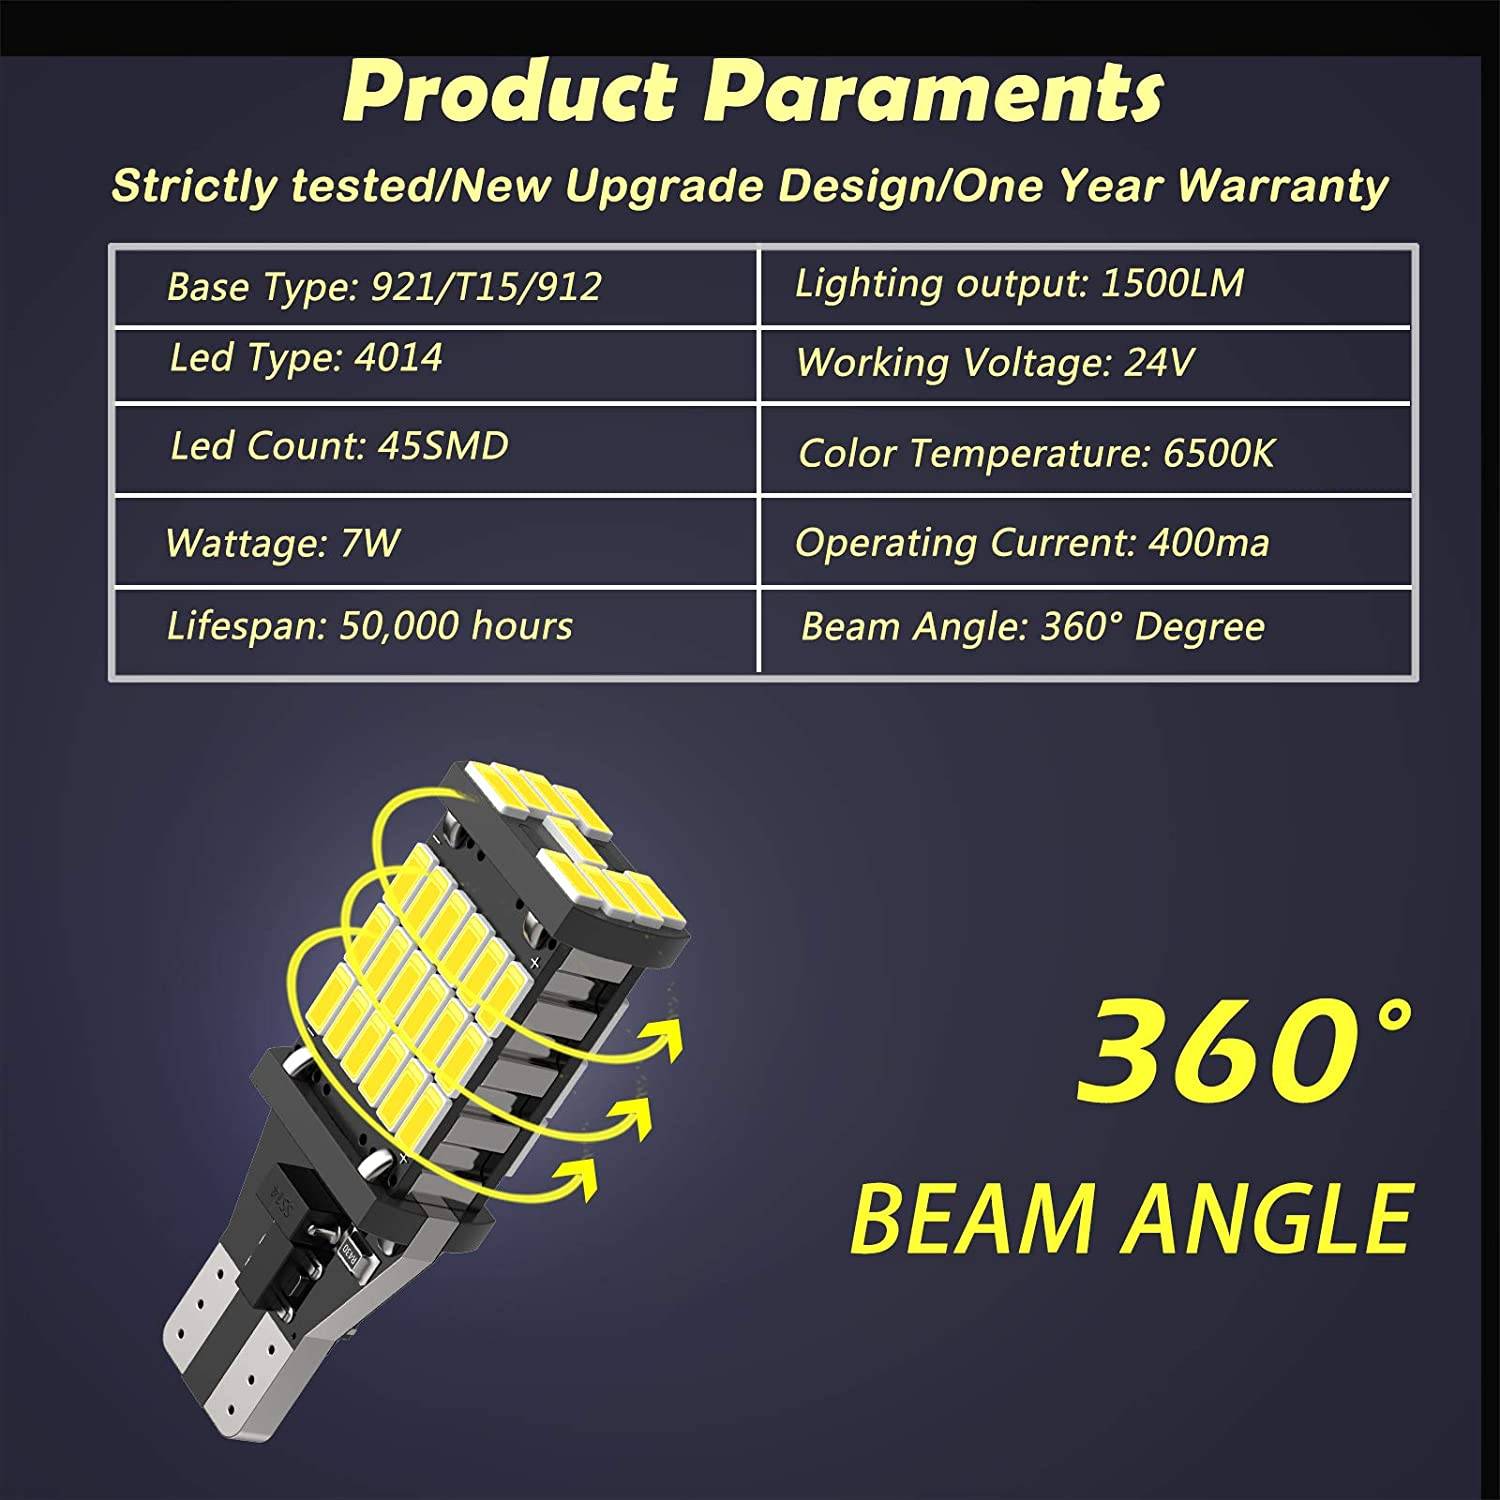 Product Paraments
Strictly tested/New Upgrade Design/One Year Warranty
Base Type: 921/T15/912
Lighting output: 1500LM
Led Type: 4014
Working Voltage: 24V
Led Count: 45SMD
Color Temperature: 6500K
Wattage: 7W
Operating Current: 400ma
Lifespan: 50,000 hours
Beam Angle: 360° Degree
360°
BEAM ANGLE
SS14
R430